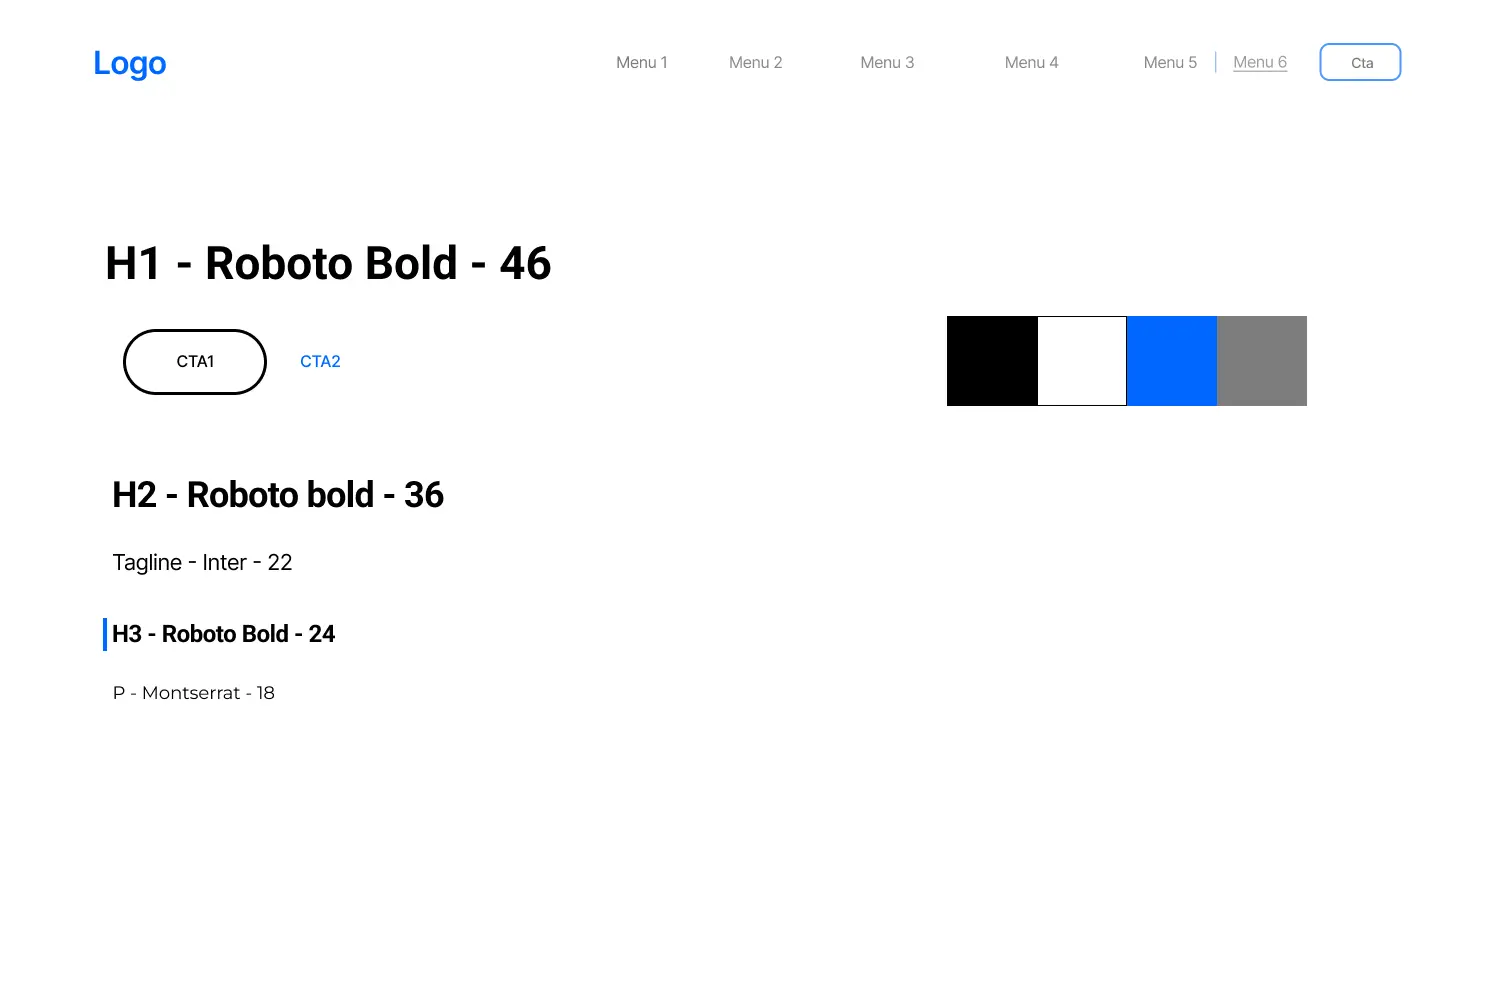 Logo
Menu 1 Menu 2 Menu 3 Menu 4 Menu 5 Menu 6 Cta
H1 - Roboto Bold - 46
CTA1 CTA2
H2 - Roboto bold - 36
Tagline - Inter - 22
H3 - Roboto Bold - 24
P - Montserrat - 18